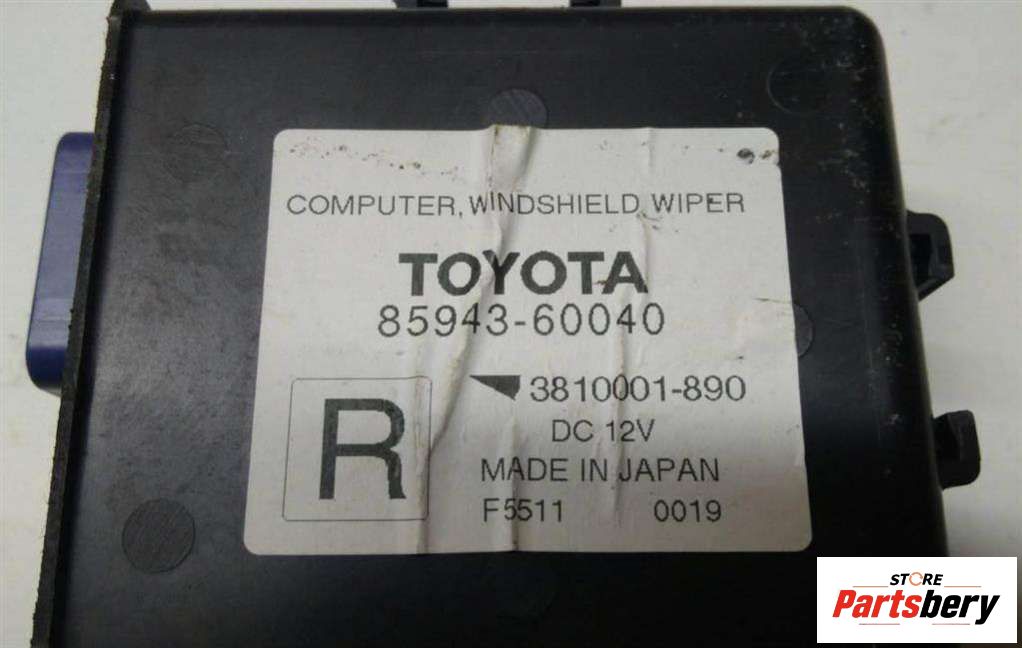 COMPUTER, WINDSHIELD WIPER
TOYOTA
85943-60040
3810001-890
R
DC 12V
MADE IN JAPAN
F5511 0019
STORE
Partsbery